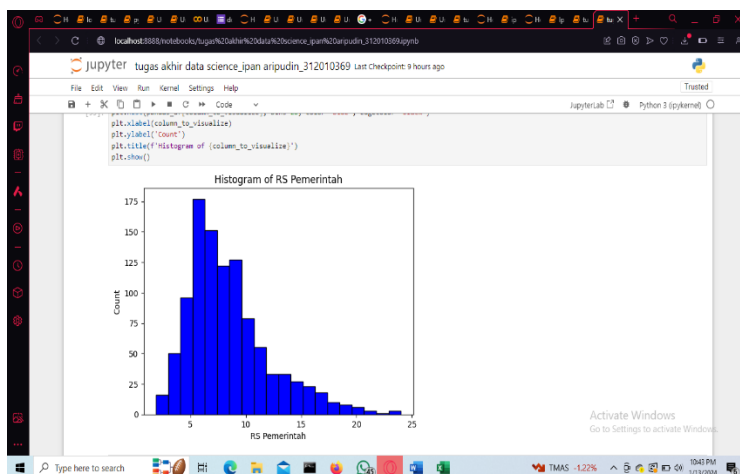 localhost:8888/notebooks/tugas%20akhir%20data%20science_ipan%20aripudin_312010369.ipynb
jupyter tugas akhir data science_ipan aripudin_312010369 Last Checkpoint: 9 hours ago
File Edit View Run Kernel Settings Help
Trusted
Code
JupyterLab
Python 3 (ipykernel)
plt.xlabel(column_to_visualize)
plt.ylabel('Count')
plt.title(f'Histogram of {column_to_visualize}')
plt.show()
Histogram of RS Pemerintah
175
150
125
100
75
50
25
0
Count
5
10
15
20
25
RS Pemerintah
Activate Windows
Go to Settings to activate Windows.
Type here to search
TMAS -1.22%
10:43 PM
1/13/2024